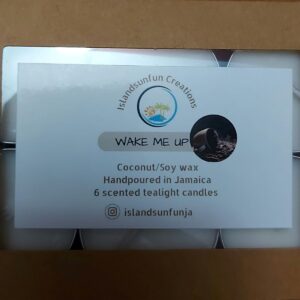 Islandsunfun Creations
WAKE ME UP
Coconut/Soy wax
Handpoured in Jamaica
6 scented tealight candles
islandsunfunja